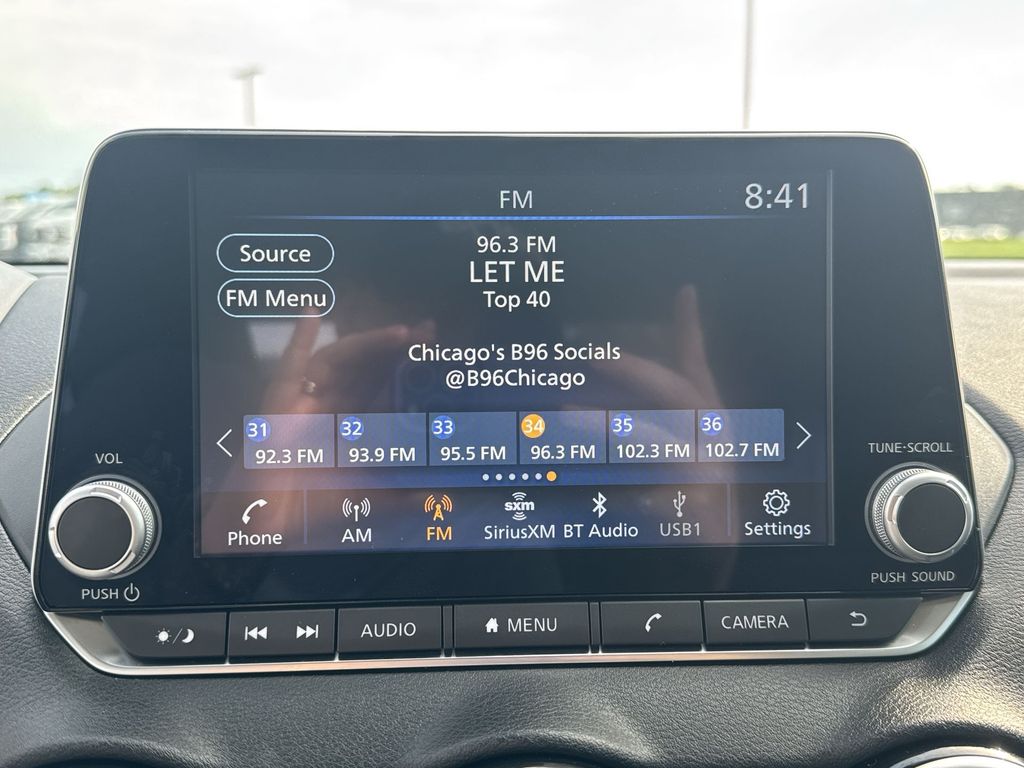 FM
8:41
Source
96.3 FM
LET ME
FM Menu
Top 40
Chicago's B96 Socials
@B96Chicago
31 32 33 34 35 36
92.3 FM 93.9 FM 95.5 FM 96.3 FM 102.3 FM 102.7 FM
VOL
TUNE·SCROLL
sxm
Phone AM FM SiriusXM BT Audio USB1 Settings
PUSH
PUSH SOUND
AUDIO MENU CAMERA